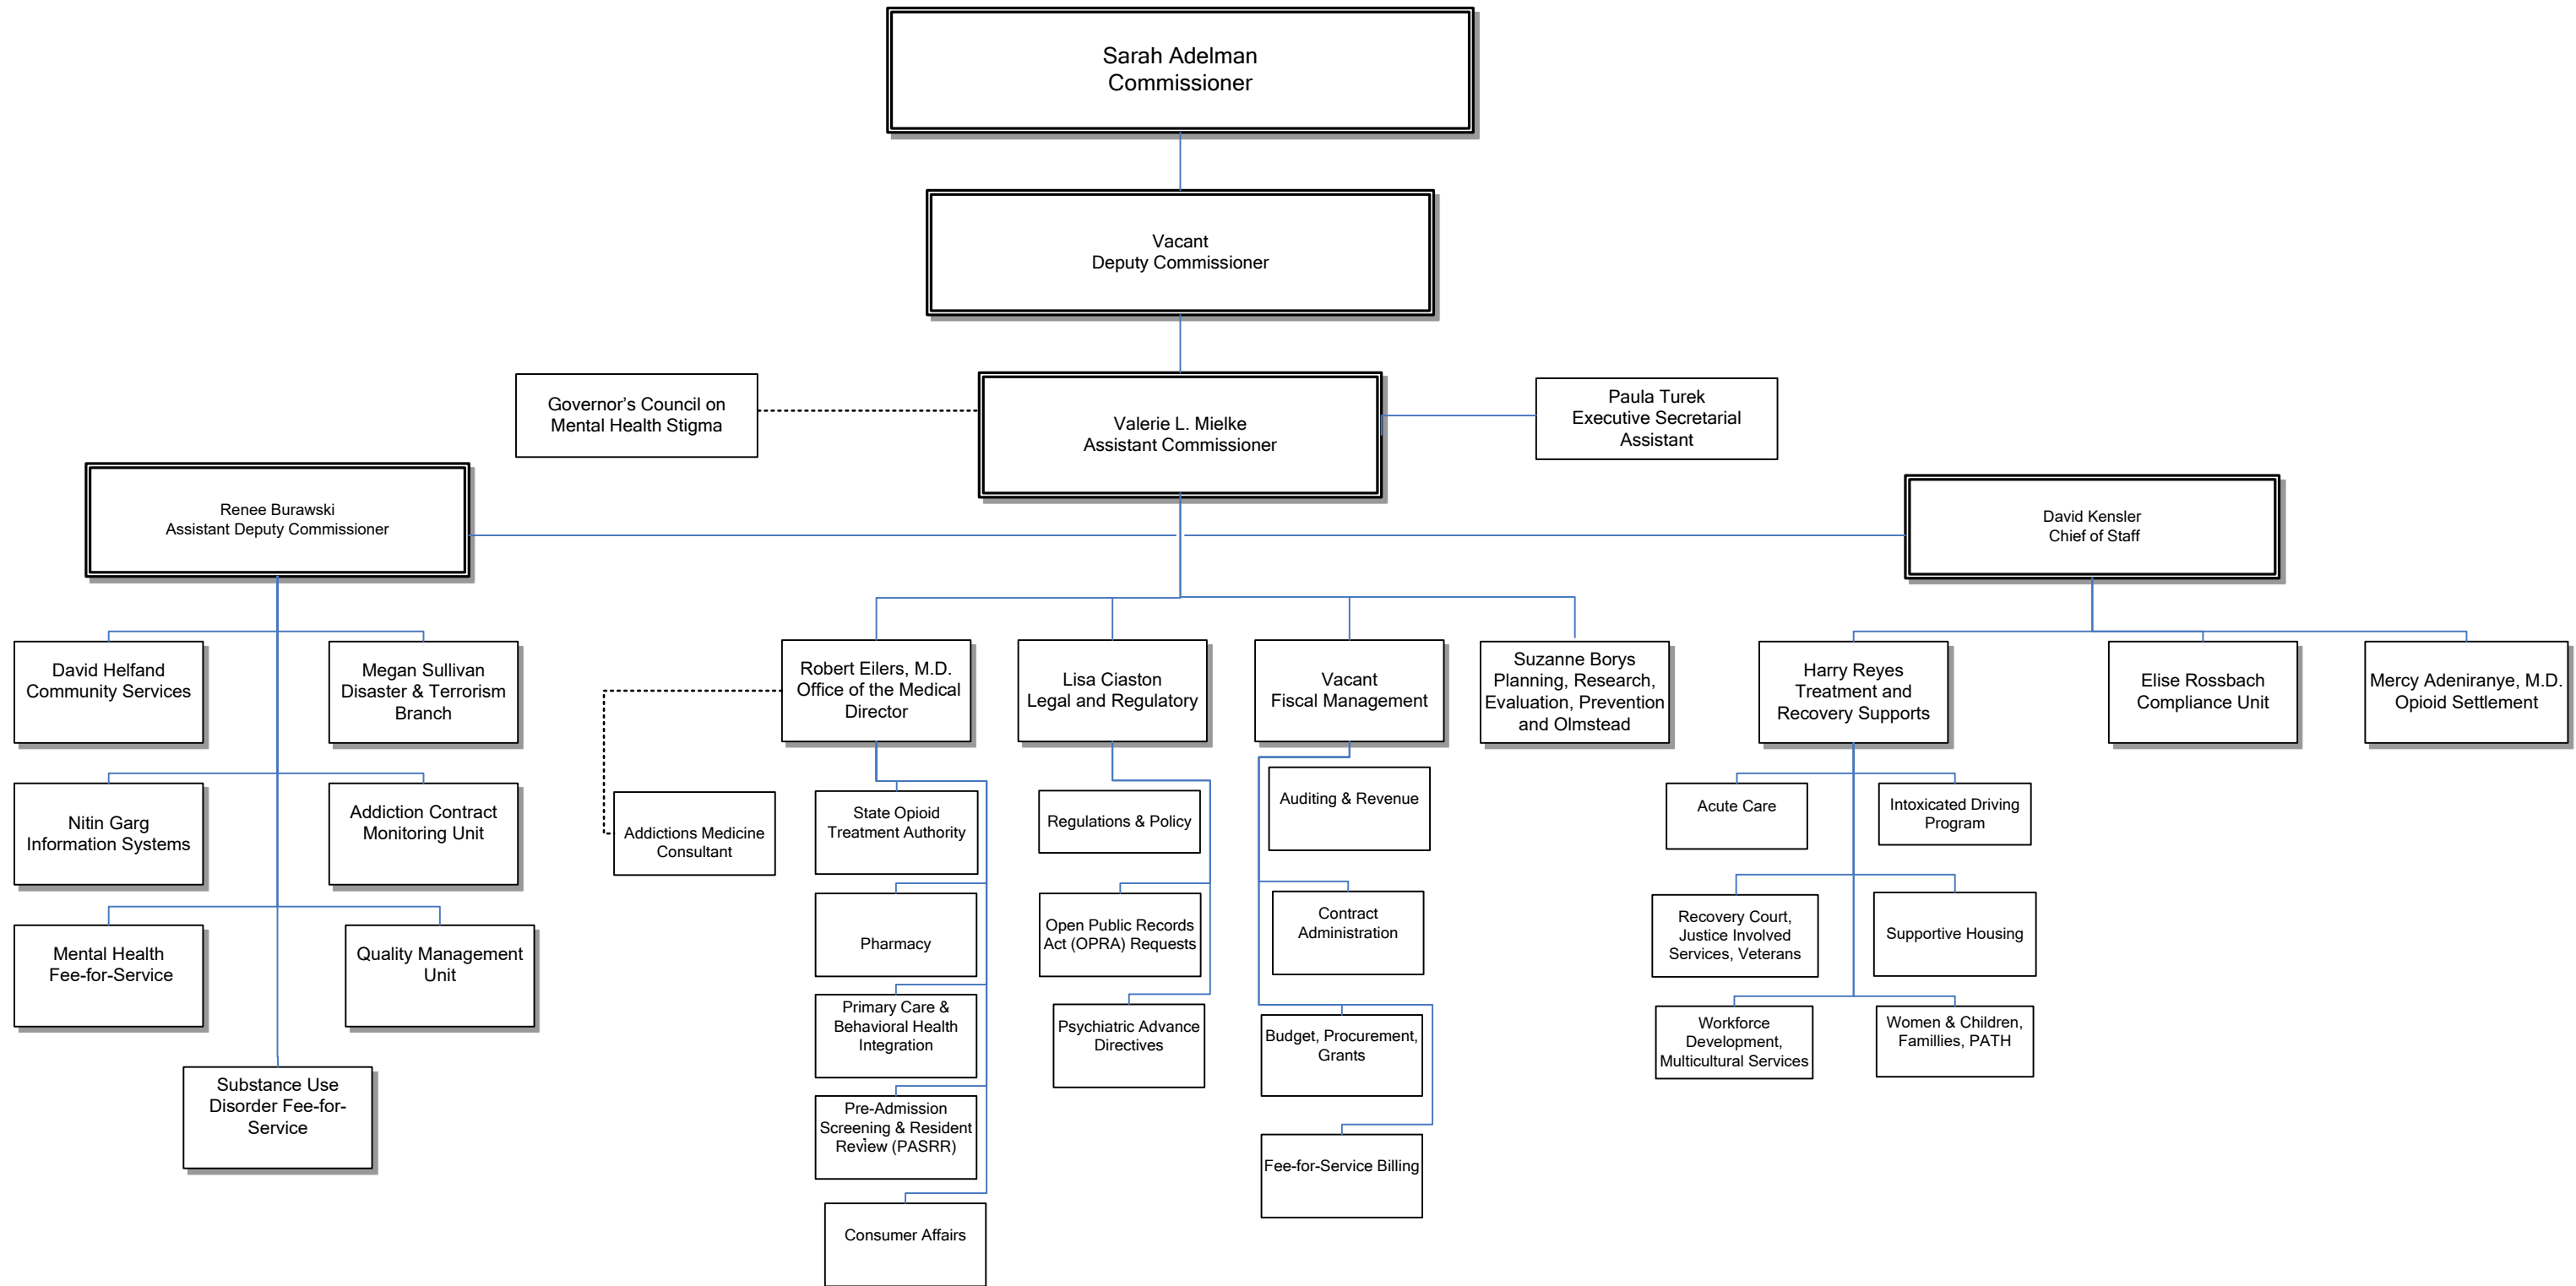 Sarah Adelman
Commissioner
Vacant
Deputy Commissioner
Governor’s Council on
Mental Health Stigma
Valerie L. Mielke
Assistant Commissioner
Paula Turek
Executive Secretarial
Assistant
Renee Burawski
Assistant Deputy Commissioner
David Kensler
Chief of Staff
David Helfand
Community Services
Megan Sullivan
Disaster & Terrorism
Branch
Nitin Garg
Information Systems
Addiction Contract
Monitoring Unit
Mental Health
Fee-for-Service
Quality Management
Unit
Substance Use
Disorder Fee-for-
Service
Robert Eilers, M.D.
Office of the Medical
Director
Addictions Medicine
Consultant
State Opioid
Treatment Authority
Pharmacy
Primary Care &
Behavioral Health
Integration
Pre-Admission
Screening & Resident
Review (PASRR)
Consumer Affairs
Lisa Ciaston
Legal and Regulatory
Regulations & Policy
Open Public Records
Act (OPRA) Requests
Psychiatric Advance
Directives
Vacant
Fiscal Management
Auditing & Revenue
Contract
Administration
Budget, Procurement,
Grants
Fee-for-Service Billing
Suzanne Borys
Planning, Research,
Evaluation, Prevention
and Olmstead
Harry Reyes
Treatment and
Recovery Supports
Acute Care
Intoxicated Driving
Program
Recovery Court,
Justice Involved
Services, Veterans
Supportive Housing
Workforce
Development,
Multicultural Services
Women & Children,
Famillies, PATH
Elise Rossbach
Compliance Unit
Mercy Adeniranye, M.D.
Opioid Settlement